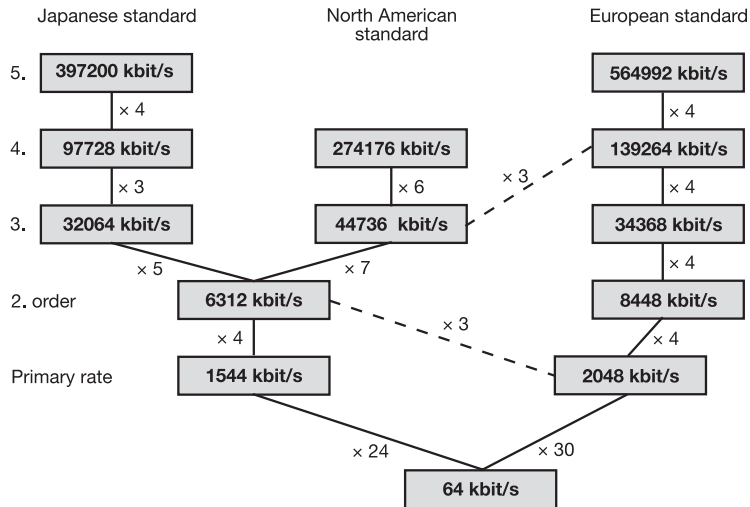 Japanese standard
North American
standard
European standard
5.
397200 kbit/s
564992 kbit/s
× 4
× 4
4.
97728 kbit/s
274176 kbit/s
139264 kbit/s
× 3
× 6
× 3
× 4
3.
32064 kbit/s
44736 kbit/s
34368 kbit/s
× 5
× 7
× 4
2. order
6312 kbit/s
8448 kbit/s
× 4
× 3
× 4
Primary rate
1544 kbit/s
2048 kbit/s
× 24
× 30
64 kbit/s